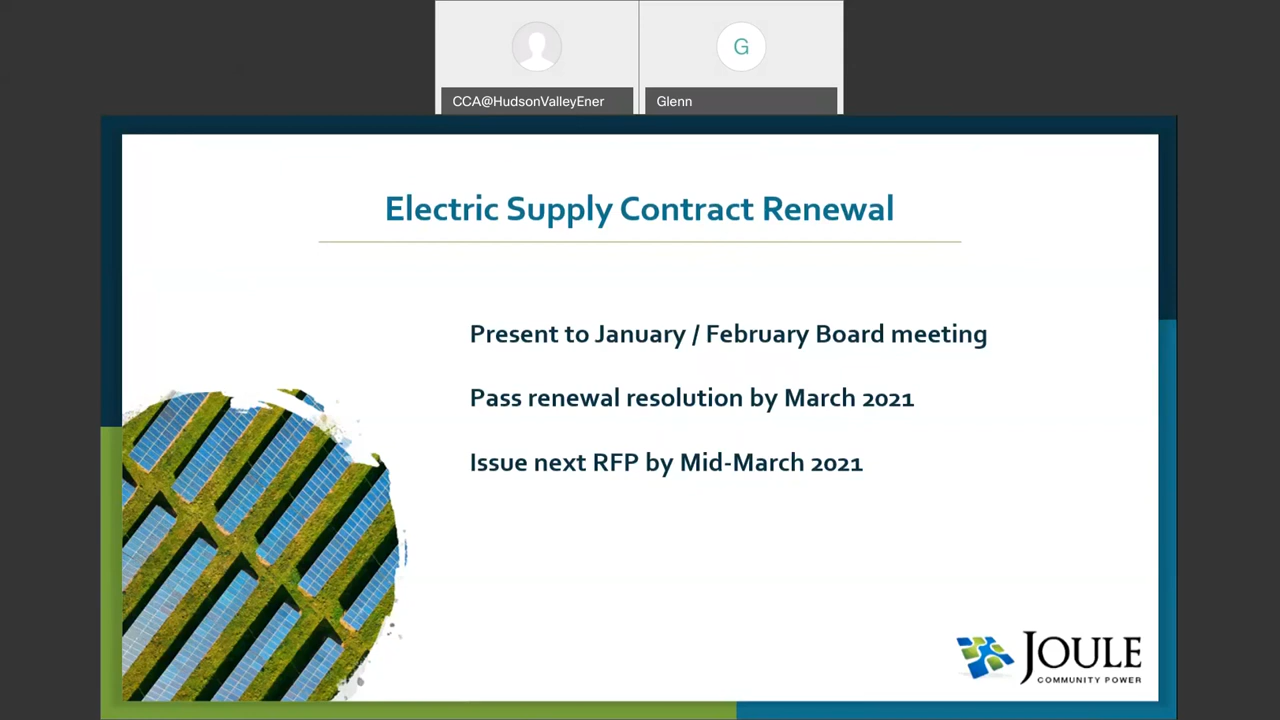 G
CCA@HudsonValleyEner
Glenn
Electric Supply Contract Renewal
Present to January / February Board meeting
Pass renewal resolution by March 2021
Issue next RFP by Mid-March 2021
JOULE
COMMUNITY POWER